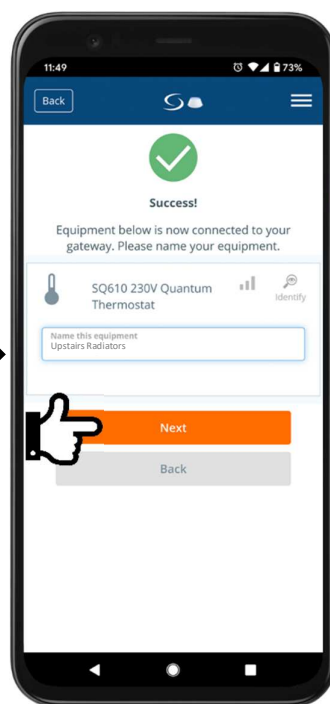 11:49
73%
Back
Success!
Equipment below is now connected to your
gateway. Please name your equipment.
SQ610 230V Quantum
Thermostat
Identify
Name this equipment
Upstairs Radiators
Next
Back